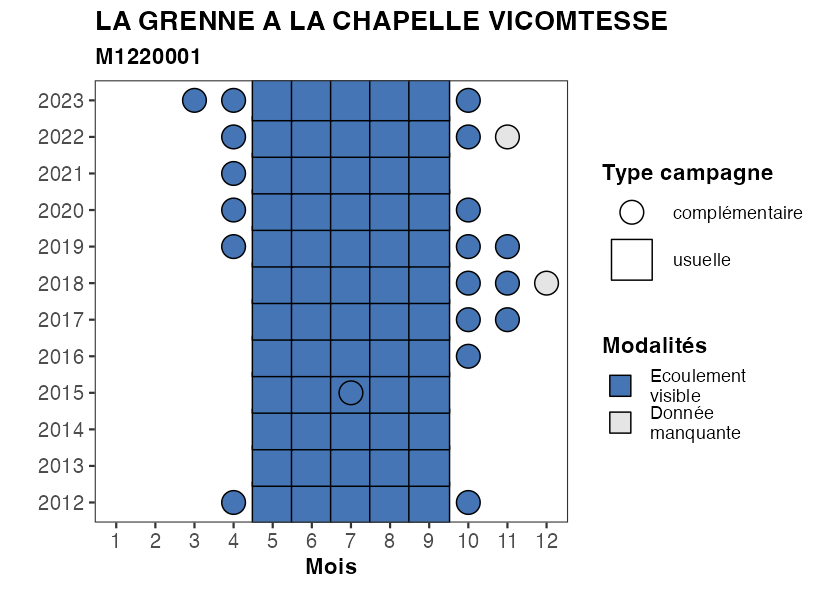 LA GRENNE A LA CHAPELLE VICOMTESSE
M1220001
2023
2022
2021
2020
2019
2018
2017
2016
2015
2014
2013
2012
1 2 3 4 5 6 7 8 9 10 11 12
Mois
Type campagne
complémentaire
usuelle
Modalités
Ecoulement
visible
Donnée
manquante